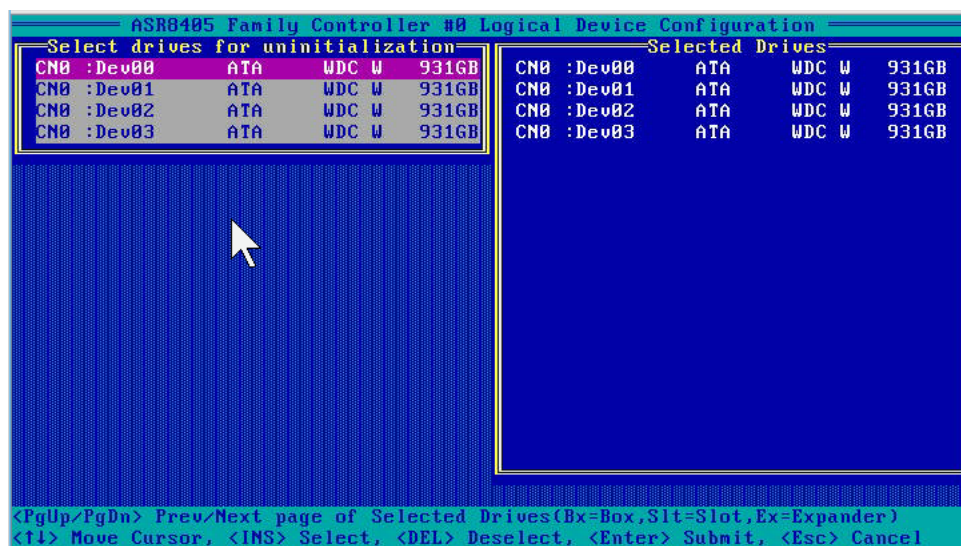 ASR8405 Family Controller #0 Logical Device Configuration
Select drives for uninitialization
CN0 :Dev00 ATA WDC W 931GB
CN0 :Dev01 ATA WDC W 931GB
CN0 :Dev02 ATA WDC W 931GB
CN0 :Dev03 ATA WDC W 931GB
Selected Drives
CN0 :Dev00 ATA WDC W 931GB
CN0 :Dev01 ATA WDC W 931GB
CN0 :Dev02 ATA WDC W 931GB
CN0 :Dev03 ATA WDC W 931GB
<PgUp/PgDn> Prev/Next page of Selected Drives(Bx=Box,Slt=Slot,Ex=Expander)
<↑↓> Move Cursor, <INS> Select, <DEL> Deselect, <Enter> Submit, <Esc> Cancel